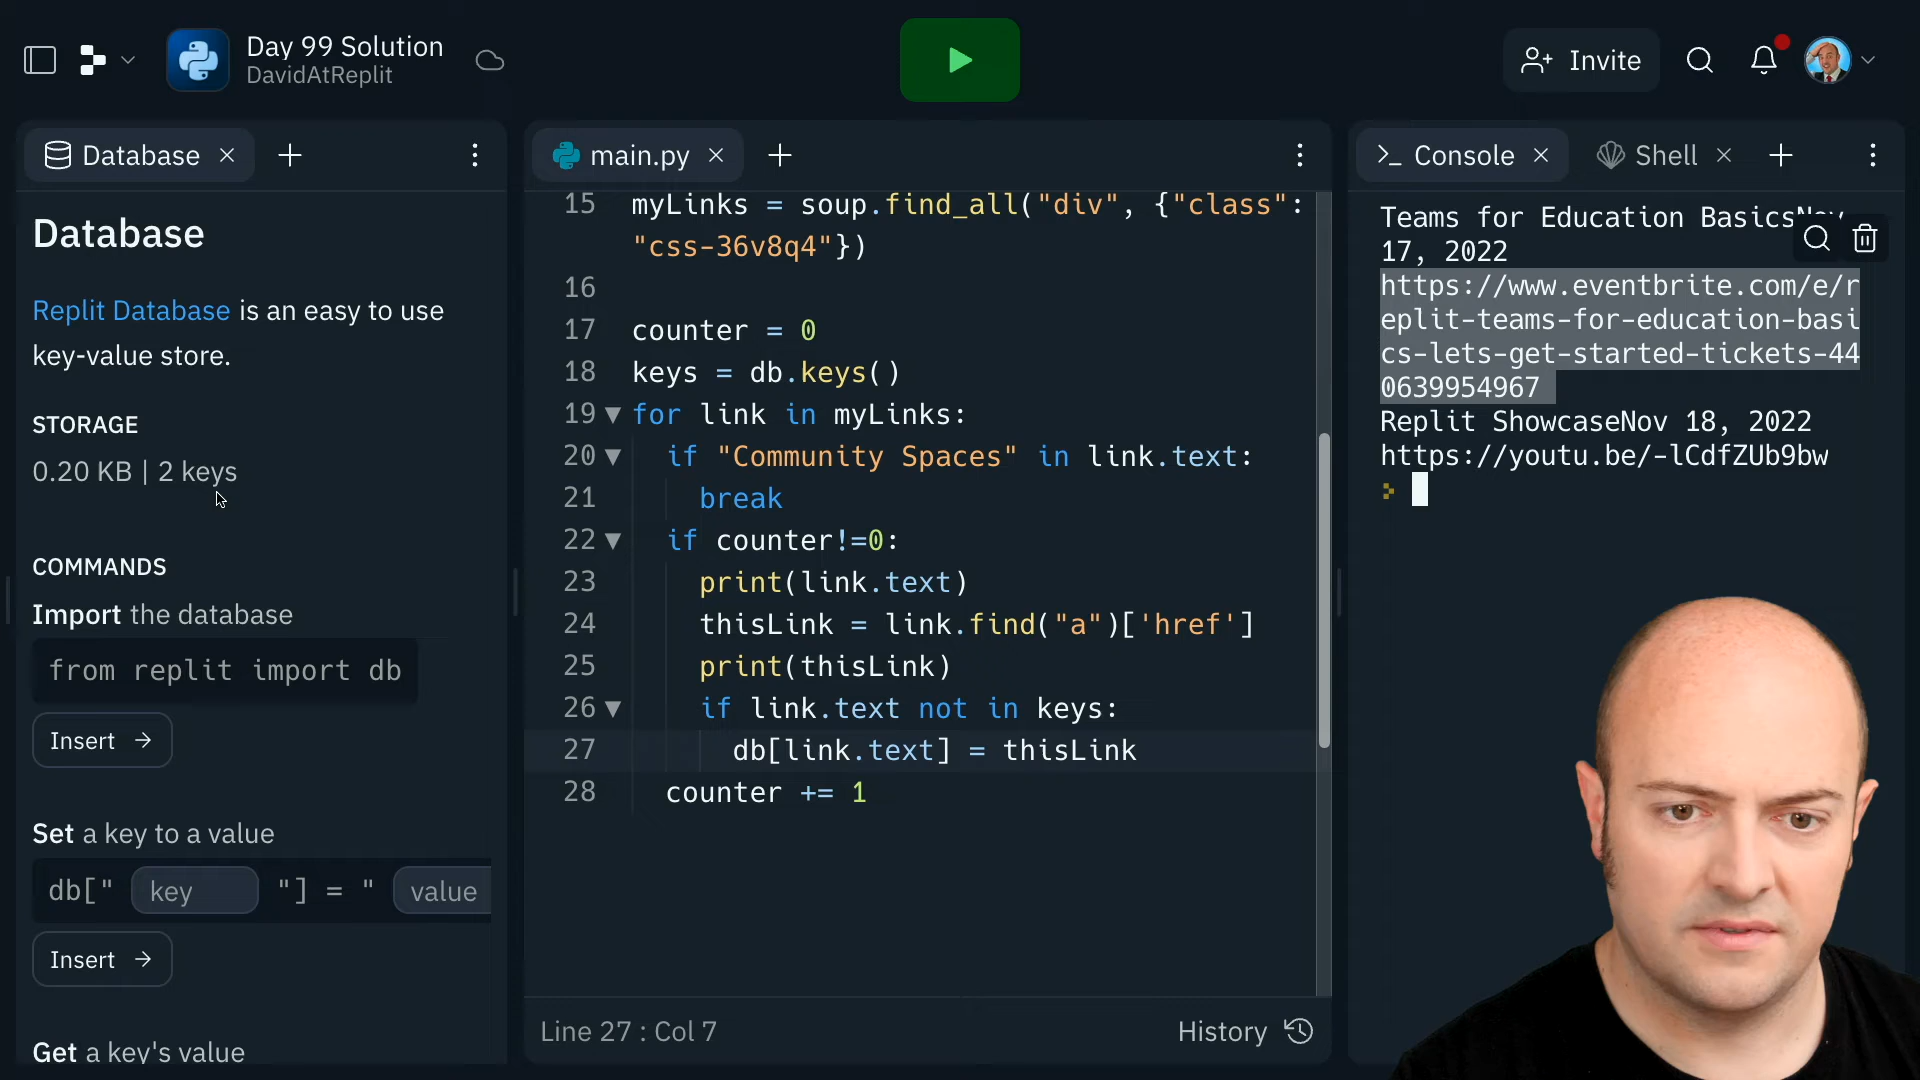 Day 99 Solution
DavidAtReplit
Invite
Database
Database
Replit Database is an easy to use
key-value store.
STORAGE
0.20 KB | 2 keys
COMMANDS
Import the database
from replit import db
Insert →
Set a key to a value
db[" key "] = " value
Insert →
Get a key's value
main.py
15 myLinks = soup.find_all("div", {"class":
"css-36v8q4"})
16
17 counter = 0
18 keys = db.keys()
19 for link in myLinks:
20 if "Community Spaces" in link.text:
21 break
22 if counter!=0:
23 print(link.text)
24 thisLink = link.find("a")['href']
25 print(thisLink)
26 if link.text not in keys:
27 db[link.text] = thisLink
28 counter += 1
Line 27 : Col 7
History
Console
Shell
Teams for Education BasicsNov
17, 2022
https://www.eventbrite.com/e/r
eplit-teams-for-education-basi
cs-lets-get-started-tickets-44
0639954967
Replit ShowcaseNov 18, 2022
https://youtu.be/-lCdfZUb9bw